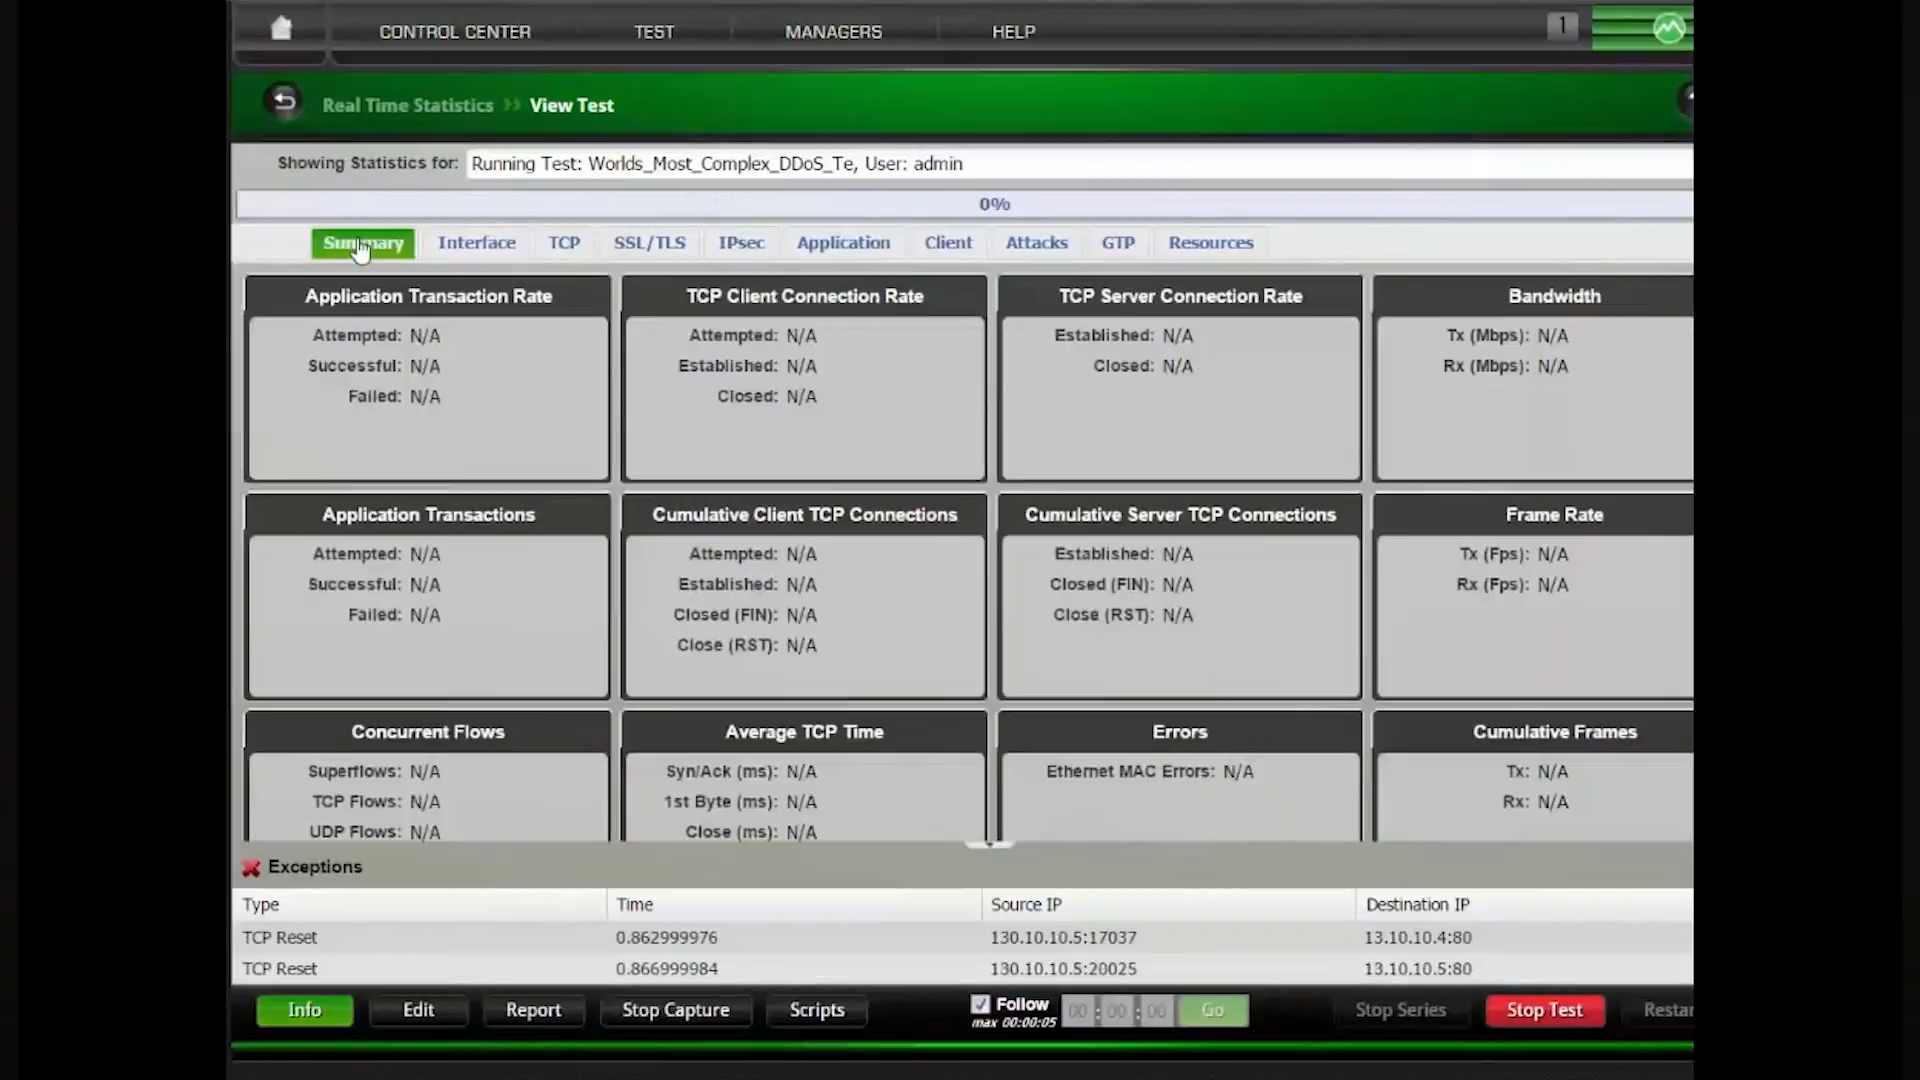 CONTROL CENTER TEST MANAGERS HELP 1
Real Time Statistics View Test
Showing Statistics for: Running Test: Worlds_Most_Complex_DDoS_Te, User: admin
0%
Summary Interface TCP SSL/TLS IPsec Application Client Attacks GTP Resources
Application Transaction Rate
Attempted: N/A
Successful: N/A
Failed: N/A
TCP Client Connection Rate
Attempted: N/A
Established: N/A
Closed: N/A
TCP Server Connection Rate
Established: N/A
Closed: N/A
Bandwidth
Tx (Mbps): N/A
Rx (Mbps): N/A
Application Transactions
Attempted: N/A
Successful: N/A
Failed: N/A
Cumulative Client TCP Connections
Attempted: N/A
Established: N/A
Closed (FIN): N/A
Close (RST): N/A
Cumulative Server TCP Connections
Established: N/A
Closed (FIN): N/A
Close (RST): N/A
Frame Rate
Tx (Fps): N/A
Rx (Fps): N/A
Concurrent Flows
Superflows: N/A
TCP Flows: N/A
UDP Flows: N/A
Average TCP Time
Syn/Ack (ms): N/A
1st Byte (ms): N/A
Close (ms): N/A
Errors
Ethernet MAC Errors: N/A
Cumulative Frames
Tx: N/A
Rx: N/A
Exceptions
Type Time Source IP Destination IP
TCP Reset 0.862999976 130.10.10.5:17037 13.10.10.4:80
TCP Reset 0.866999984 130.10.10.5:20025 13.10.10.5:80
Info Edit Report Stop Capture Scripts Follow 00 : 00 : 00 Go Stop Series Stop Test Restar
max 00:00:05